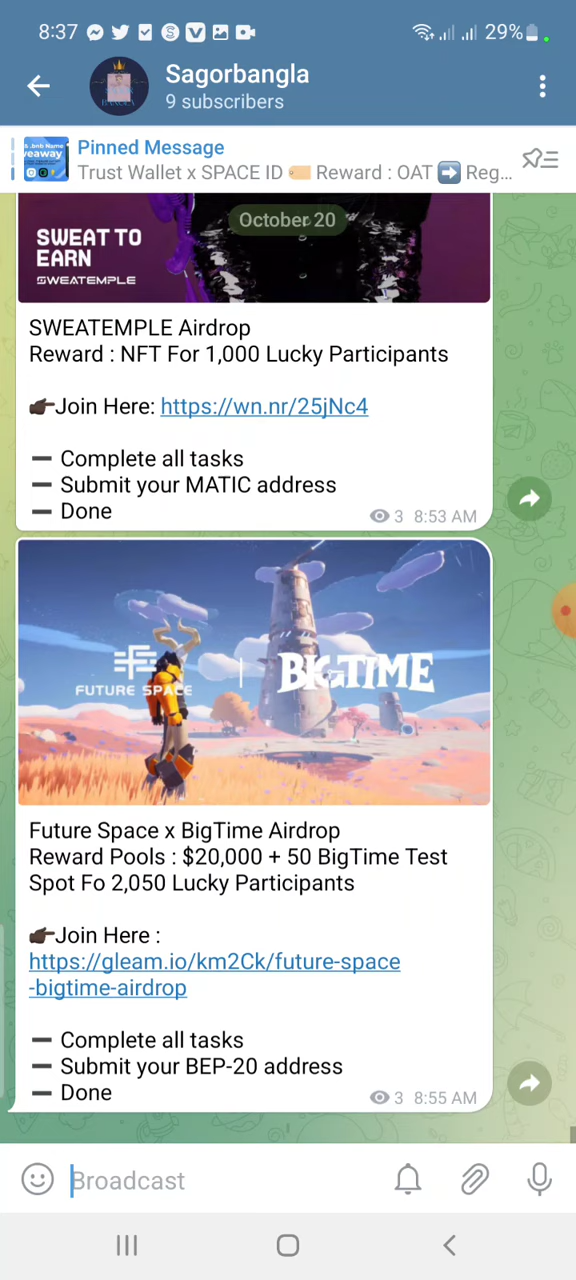 8:37
29%
Sagorbangla
9 subscribers
Pinned Message
Trust Wallet x SPACE ID Reward : OAT ➡️ Reg...
October 20
SWEAT TO
EARN
SWEATEMPLE
SWEATEMPLE Airdrop
Reward : NFT For 1,000 Lucky Participants
👉🏿Join Here: https://wn.nr/25jNc4
➖ Complete all tasks
➖ Submit your MATIC address
➖ Done
3 8:53 AM
FUTURE SPACE | BIGTIME
Future Space x BigTime Airdrop
Reward Pools : $20,000 + 50 BigTime Test
Spot Fo 2,050 Lucky Participants
👉🏿Join Here :
https://gleam.io/km2Ck/future-space
-bigtime-airdrop
➖ Complete all tasks
➖ Submit your BEP-20 address
➖ Done
3 8:55 AM
Broadcast